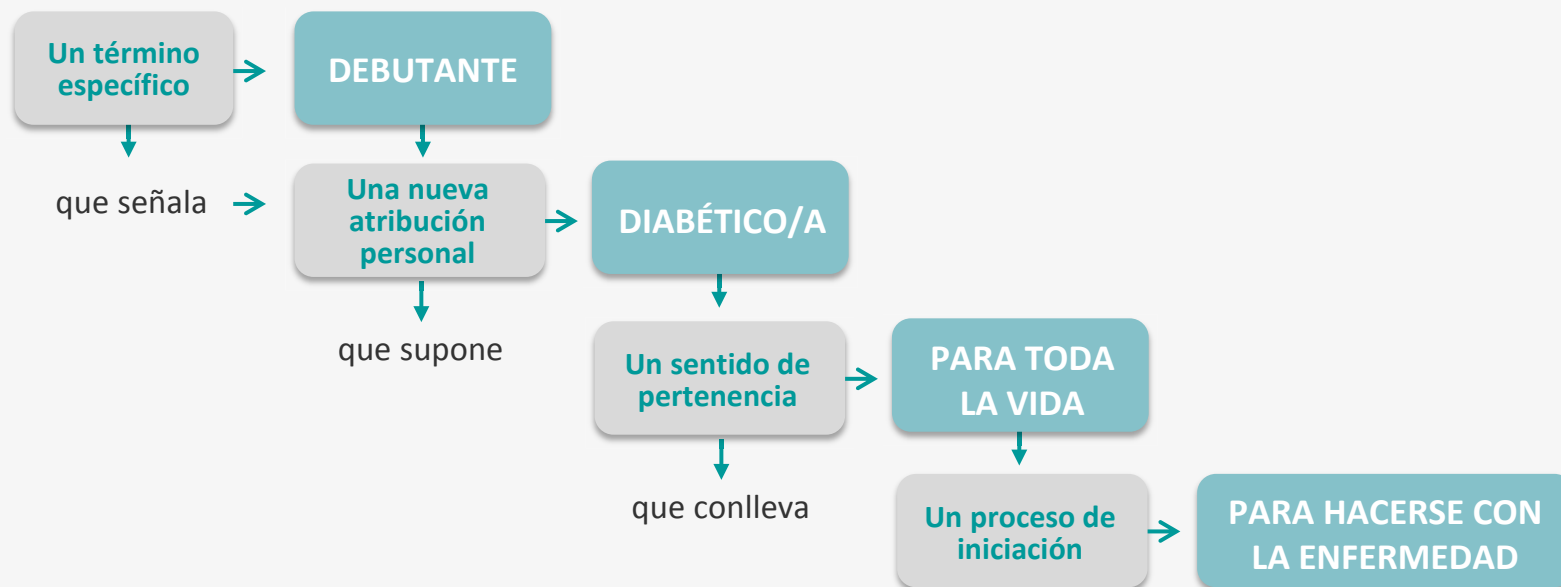 Un término
específico
DEBUTANTE
que señala
Una nueva
atribución
personal
DIABÉTICO/A
que supone
Un sentido de
pertenencia
PARA TODA
LA VIDA
que conlleva
Un proceso de
iniciación
PARA HACERSE CON
LA ENFERMEDAD